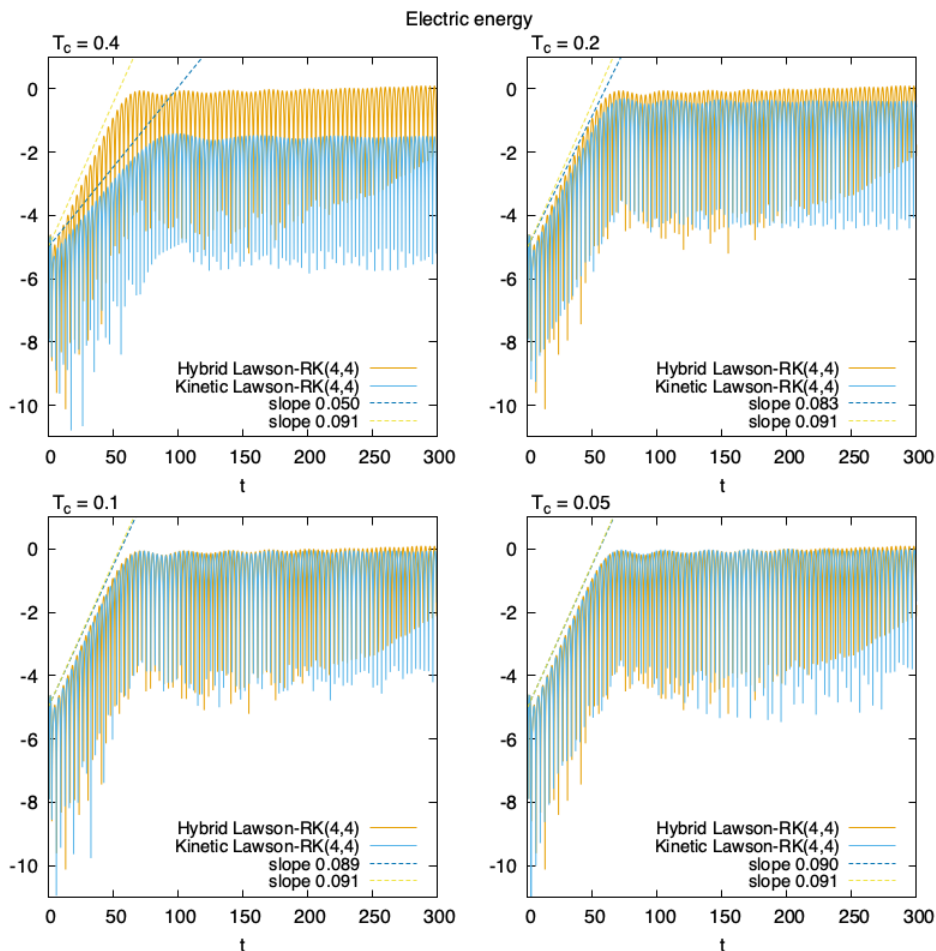 Electric energy
T_c = 0.4
0
-2
-4
-6
-8
-10
Hybrid Lawson-RK(4,4)
Kinetic Lawson-RK(4,4)
slope 0.050
slope 0.091
0 50 100 150 200 250 300
t
T_c = 0.2
0
-2
-4
-6
-8
-10
Hybrid Lawson-RK(4,4)
Kinetic Lawson-RK(4,4)
slope 0.083
slope 0.091
0 50 100 150 200 250 300
t
T_c = 0.1
0
-2
-4
-6
-8
-10
Hybrid Lawson-RK(4,4)
Kinetic Lawson-RK(4,4)
slope 0.089
slope 0.091
0 50 100 150 200 250 300
t
T_c = 0.05
0
-2
-4
-6
-8
-10
Hybrid Lawson-RK(4,4)
Kinetic Lawson-RK(4,4)
slope 0.090
slope 0.091
0 50 100 150 200 250 300
t